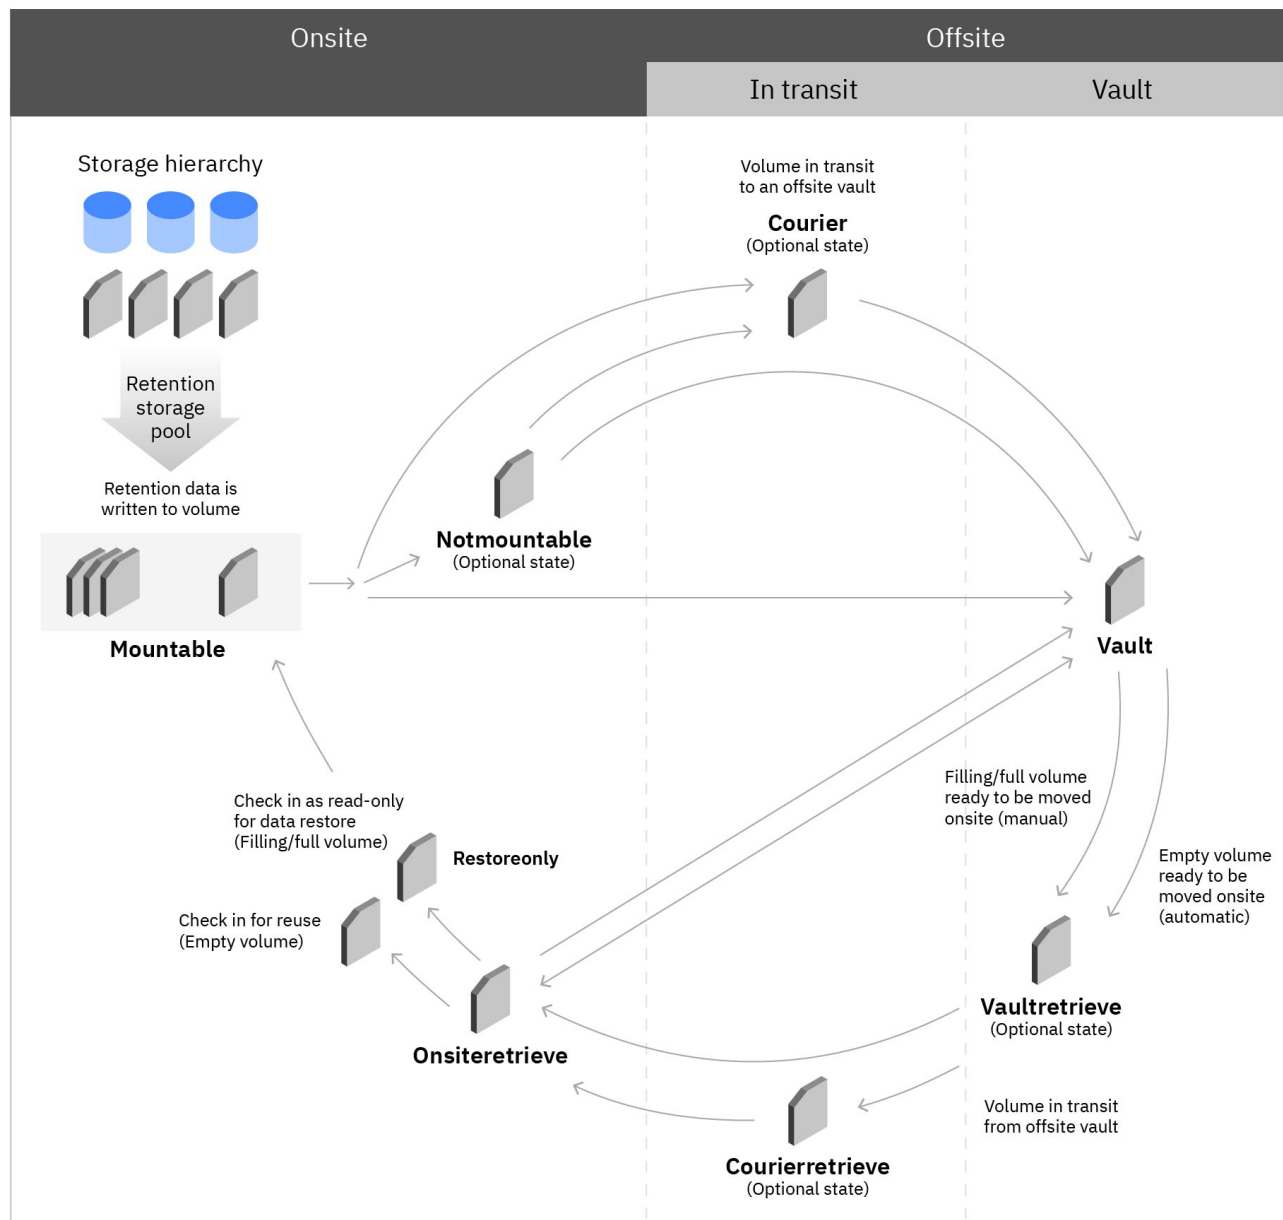 Onsite
Offsite
In transit
Vault
Storage hierarchy
Retention
storage
pool
Retention data is
written to volume
Mountable
Volume in transit
to an offsite vault
Courier
(Optional state)
Notmountable
(Optional state)
Vault
Filling/full volume
ready to be moved
onsite (manual)
Empty volume
ready to be
moved onsite
(automatic)
Check in as read-only
for data restore
(Filling/full volume)
Restoreonly
Check in for reuse
(Empty volume)
Onsiteretrieve
Vaultretrieve
(Optional state)
Volume in transit
from offsite vault
Courierretrieve
(Optional state)